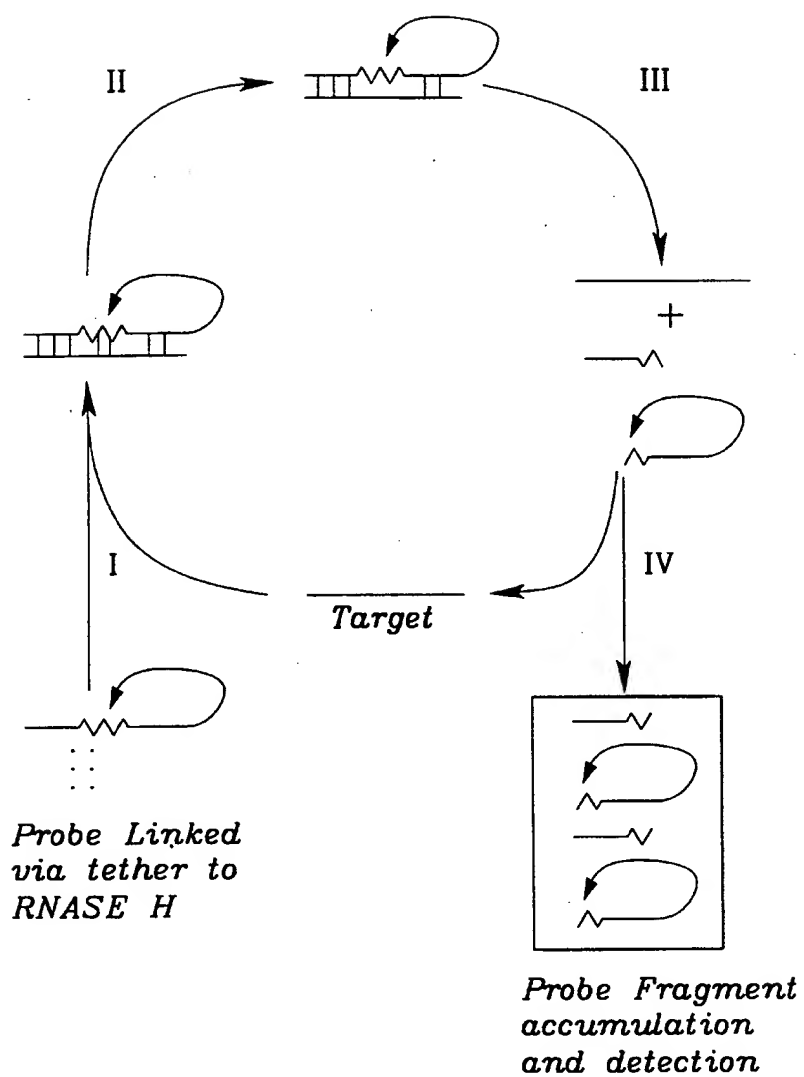 II
III
I
IV
Target
Probe Linked
via tether to
RNASE H
Probe Fragment
accumulation
and detection